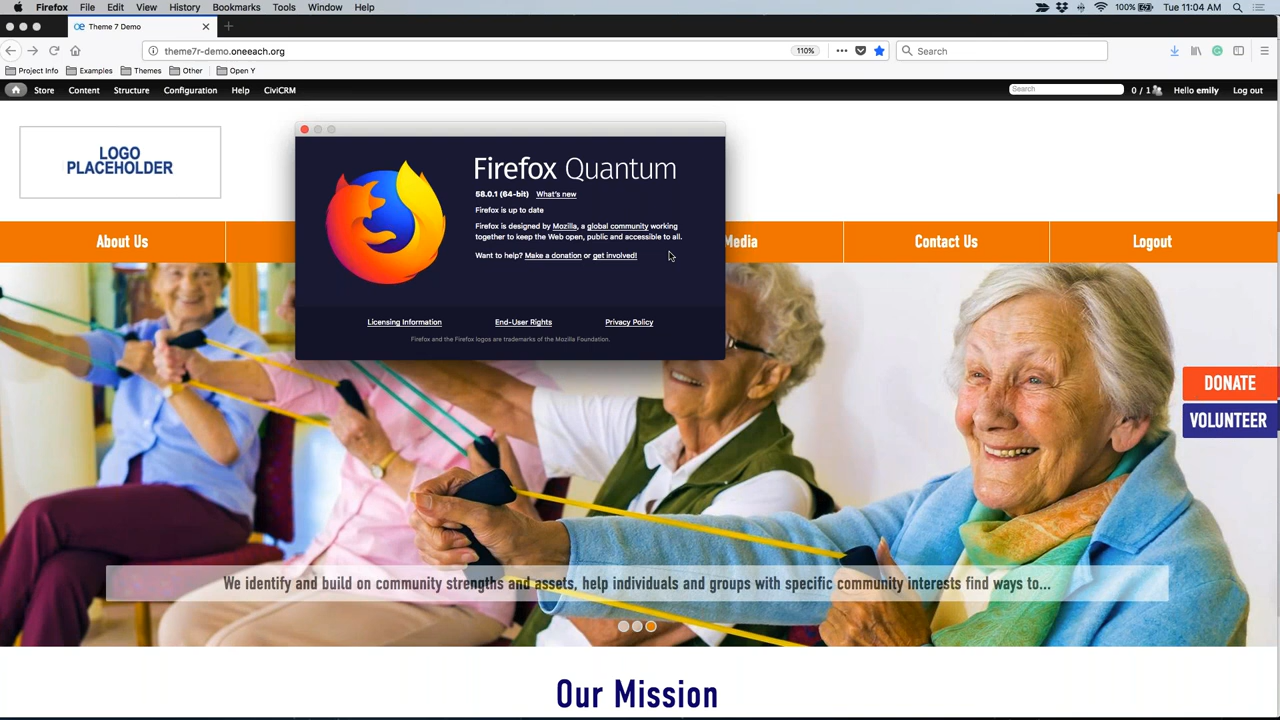 Firefox File Edit View History Bookmarks Tools Window Help 100% Tue 11:04 AM
Theme 7 Demo
theme7r-demo.oneeach.org 110% Search
Project Info Examples Themes Other Open Y
Store Content Structure Configuration Help CiviCRM Search 0 / 1 Hello emily Log out
LOGO
PLACEHOLDER
Firefox Quantum
58.0.1 (64-bit) What's new
Firefox is up to date
Firefox is designed by Mozilla, a global community working
together to keep the Web open, public and accessible to all.
Want to help? Make a donation or get involved!
Licensing Information End-User Rights Privacy Policy
Firefox and the Firefox logos are trademarks of the Mozilla Foundation.
About Us Media Contact Us Logout
DONATE
VOLUNTEER
We identify and build on community strengths and assets, help individuals and groups with specific community interests find ways to...
Our Mission